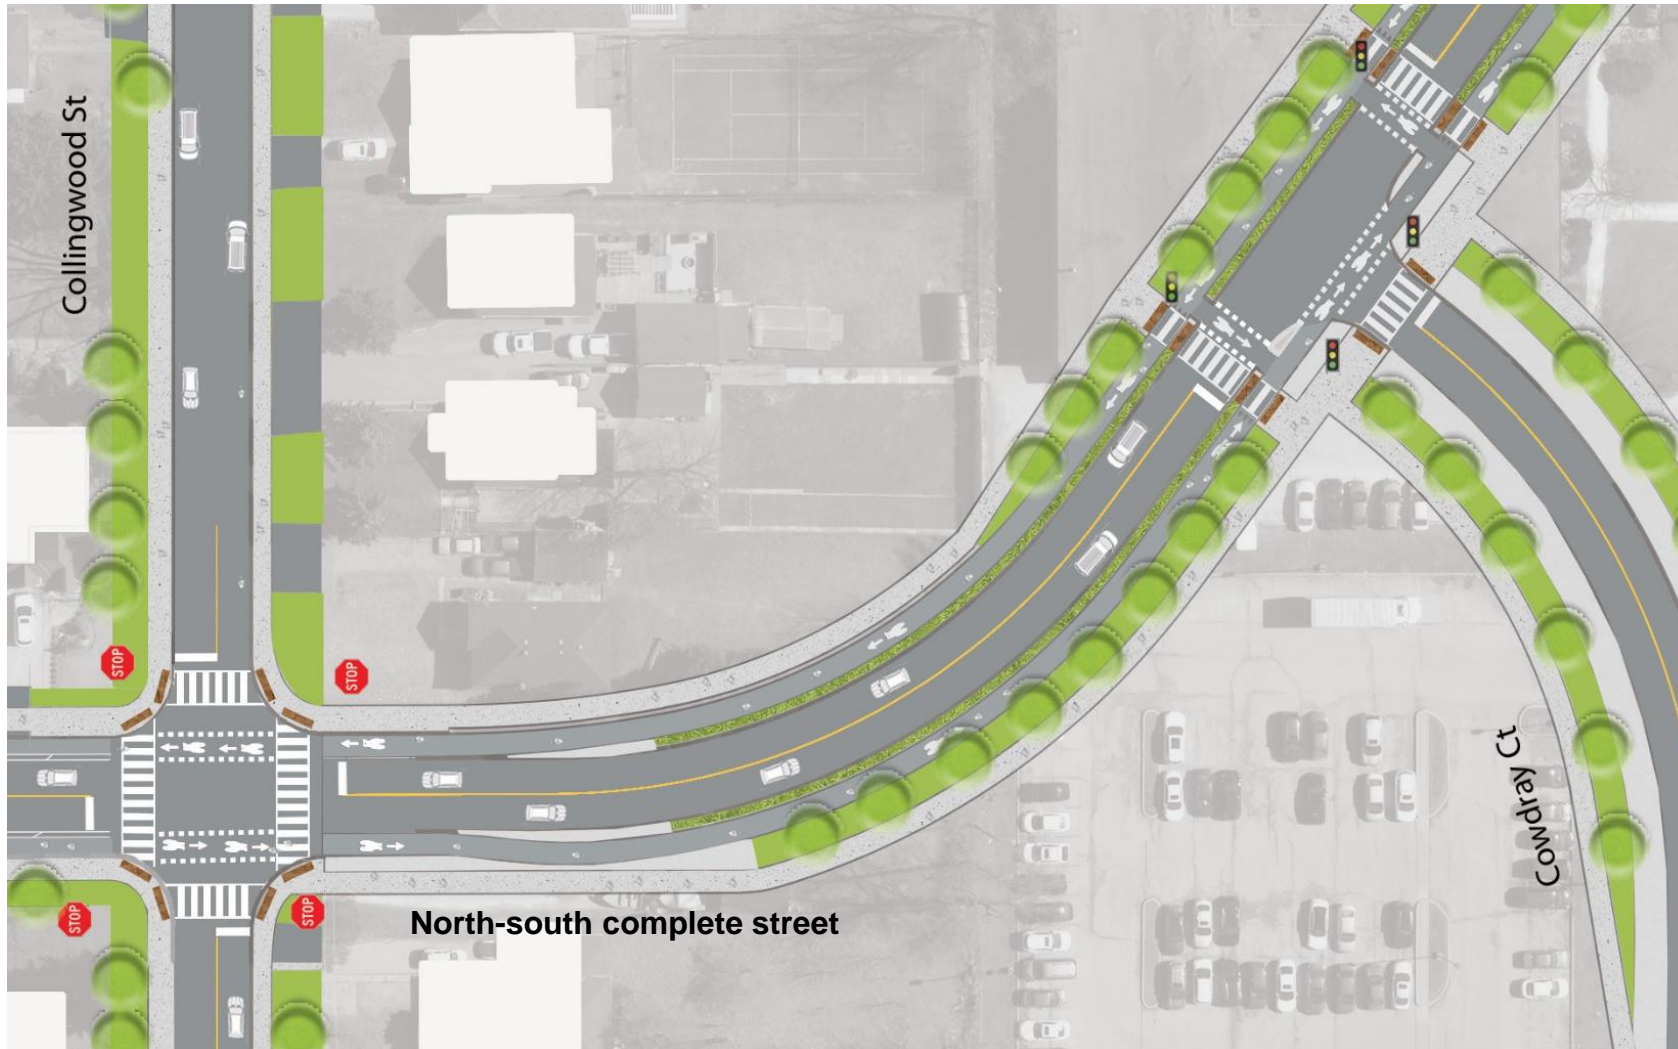 Collingwood St
STOP
STOP
Cowdray Ct
STOP
STOP
North-south complete street